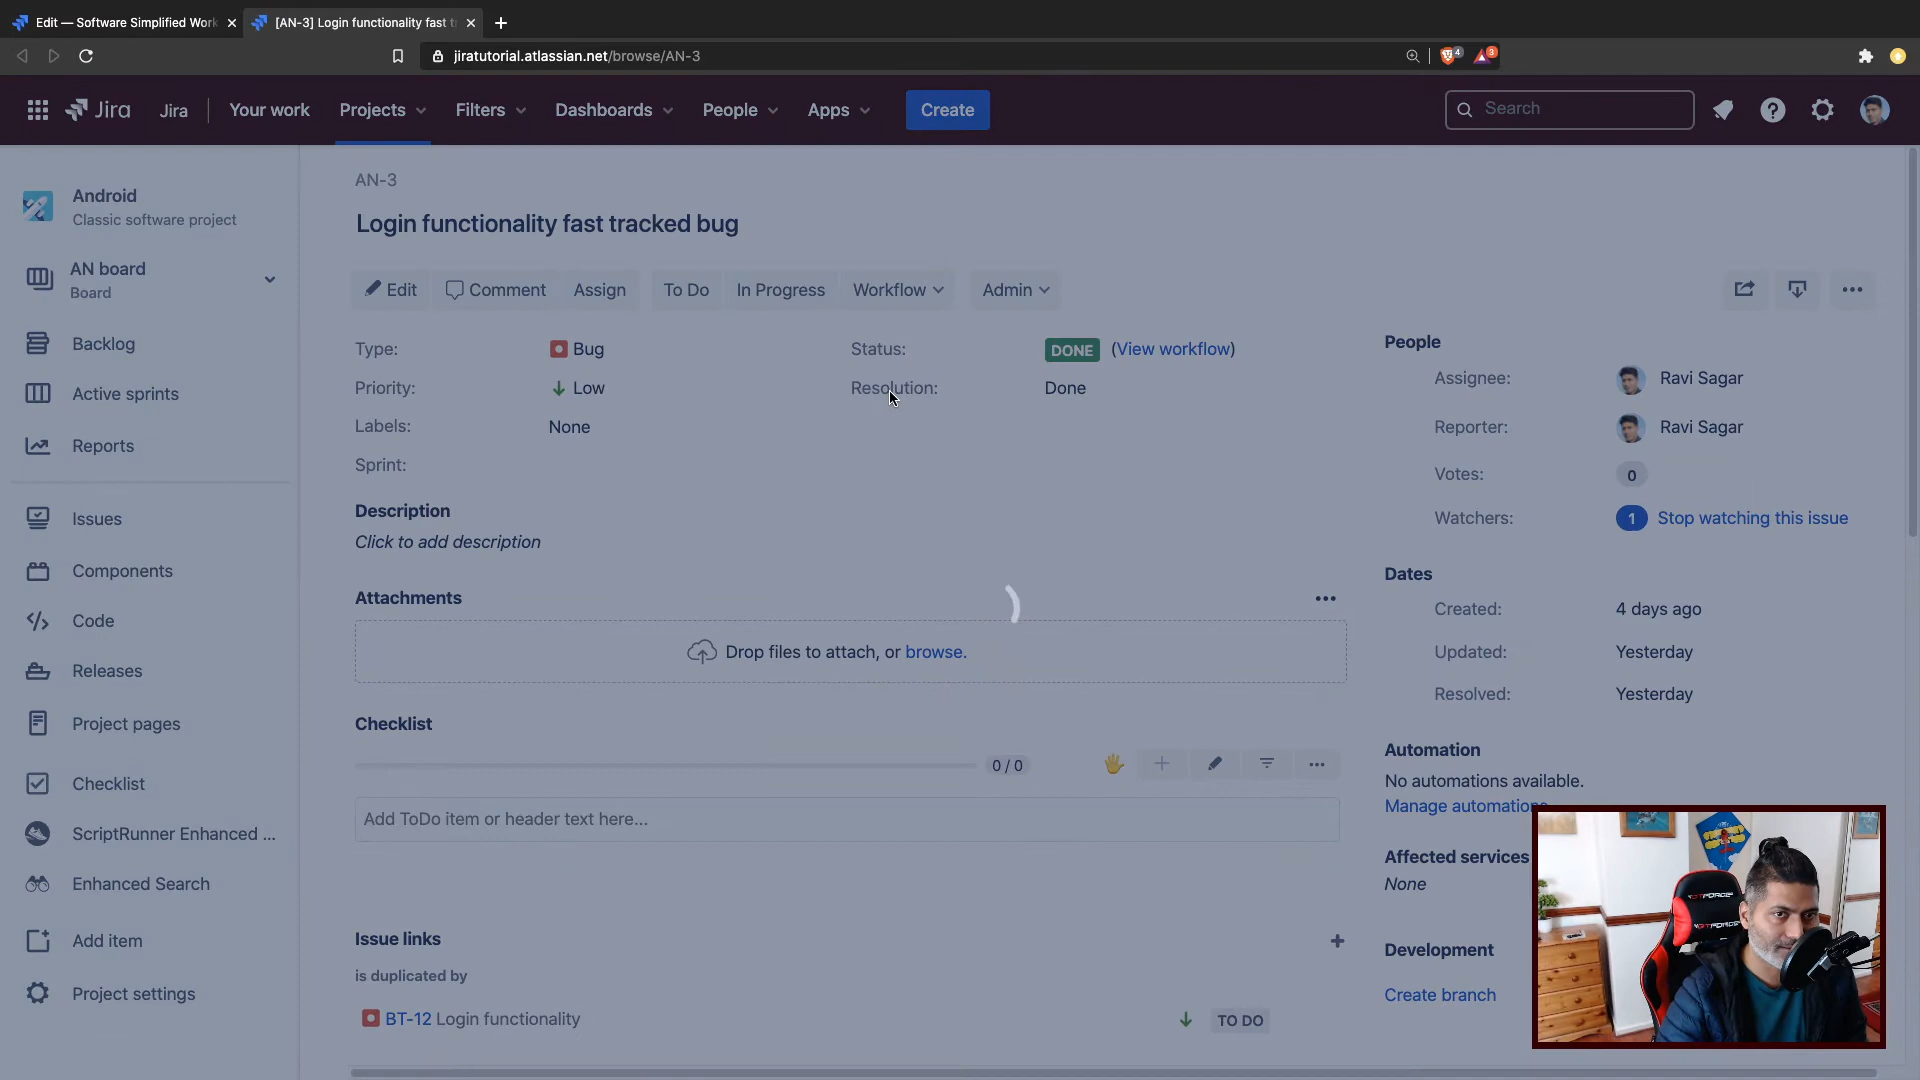 Edit — Software Simplified Work
[AN-3] Login functionality fast tr
jiratutorial.atlassian.net/browse/AN-3
4
3
Jira
Jira
Your work
Projects
Filters
Dashboards
People
Apps
Create
Search
Android
Classic software project
AN board
Board
Backlog
Active sprints
Reports
Issues
Components
Code
Releases
Project pages
Checklist
ScriptRunner Enhanced ...
Enhanced Search
Add item
Project settings
AN-3
Login functionality fast tracked bug
Edit
Comment
Assign
To Do
In Progress
Workflow
Admin
Type: Bug
Priority: Low
Labels: None
Sprint:
Status: DONE (View workflow)
Resolution: Done
Description
Click to add description
Attachments
Drop files to attach, or browse.
Checklist
0 / 0
Add ToDo item or header text here...
Issue links
is duplicated by
BT-12 Login functionality
TO DO
People
Assignee: Ravi Sagar
Reporter: Ravi Sagar
Votes: 0
Watchers: 1 Stop watching this issue
Dates
Created: 4 days ago
Updated: Yesterday
Resolved: Yesterday
Automation
No automations available.
Manage automations
Affected services
None
Development
Create branch